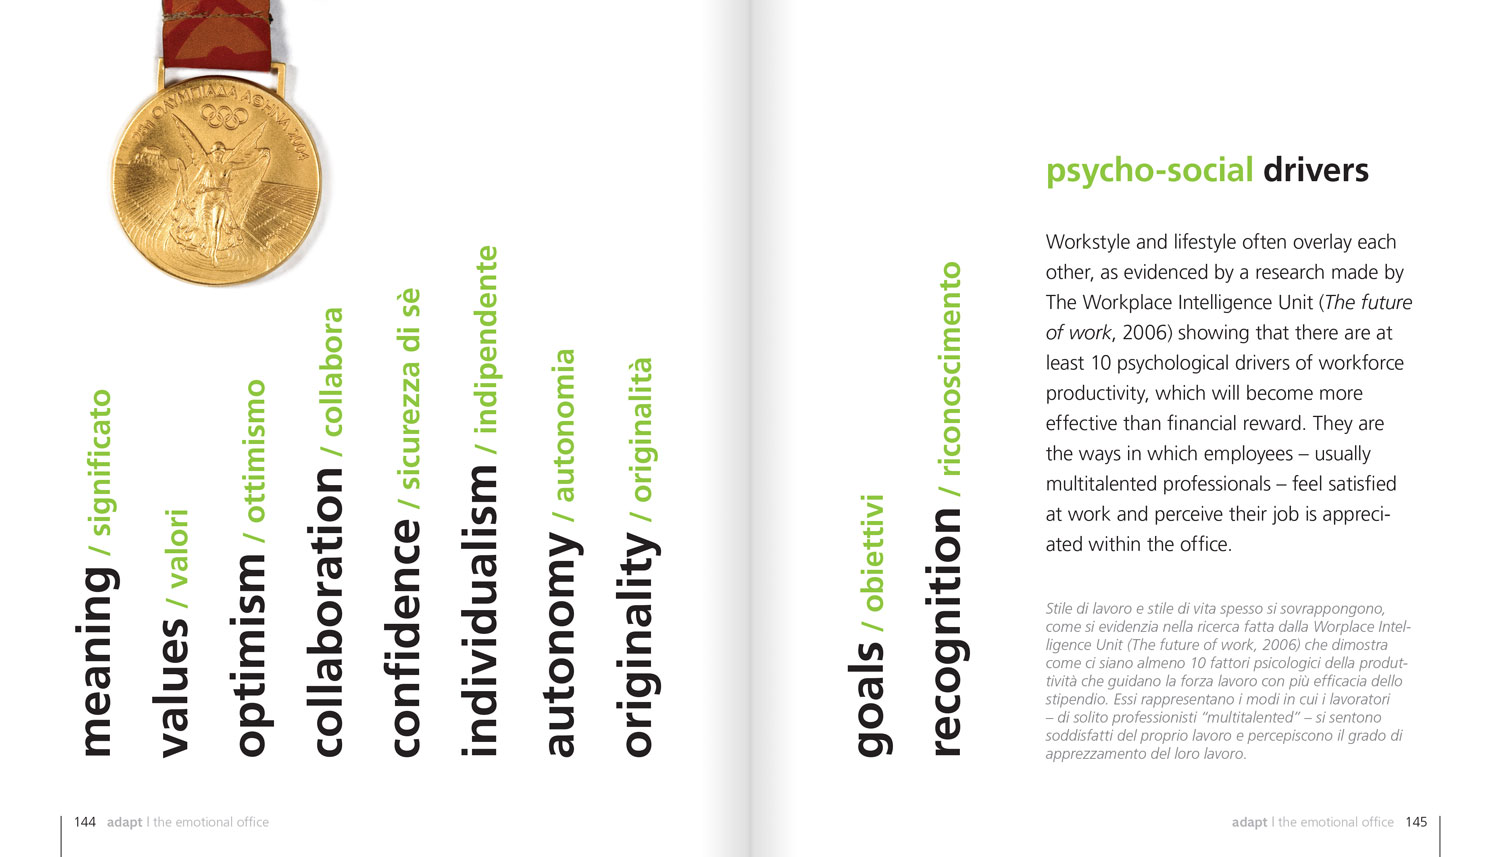 ΟΛΥΜΠΙΑΔΑ ΑΘΗΝΑ 2004
meaning / significato
values / valori
optimism / ottimismo
collaboration / collabora
confidence / sicurezza di sè
individualism / indipendente
autonomy / autonomia
originality / originalità
144 adapt | the emotional office
goals / obiettivi
recognition / riconoscimento
psycho-social drivers
Workstyle and lifestyle often overlay each
other, as evidenced by a research made by
The Workplace Intelligence Unit (The future
of work, 2006) showing that there are at
least 10 psychological drivers of workforce
productivity, which will become more
effective than financial reward. They are
the ways in which employees – usually
multitalented professionals – feel satisfied
at work and perceive their job is appreci-
ated within the office.
Stile di lavoro e stile di vita spesso si sovrappongono,
come si evidenzia nella ricerca fatta dalla Worplace Intel-
ligence Unit (The future of work, 2006) che dimostra
come ci siano almeno 10 fattori psicologici della produt-
tività che guidano la forza lavoro con più efficacia dello
stipendio. Essi rappresentano i modi in cui i lavoratori
– di solito professionisti “multitalented” – si sentono
soddisfatti del proprio lavoro e percepiscono il grado di
apprezzamento del loro lavoro.
adapt | the emotional office 145